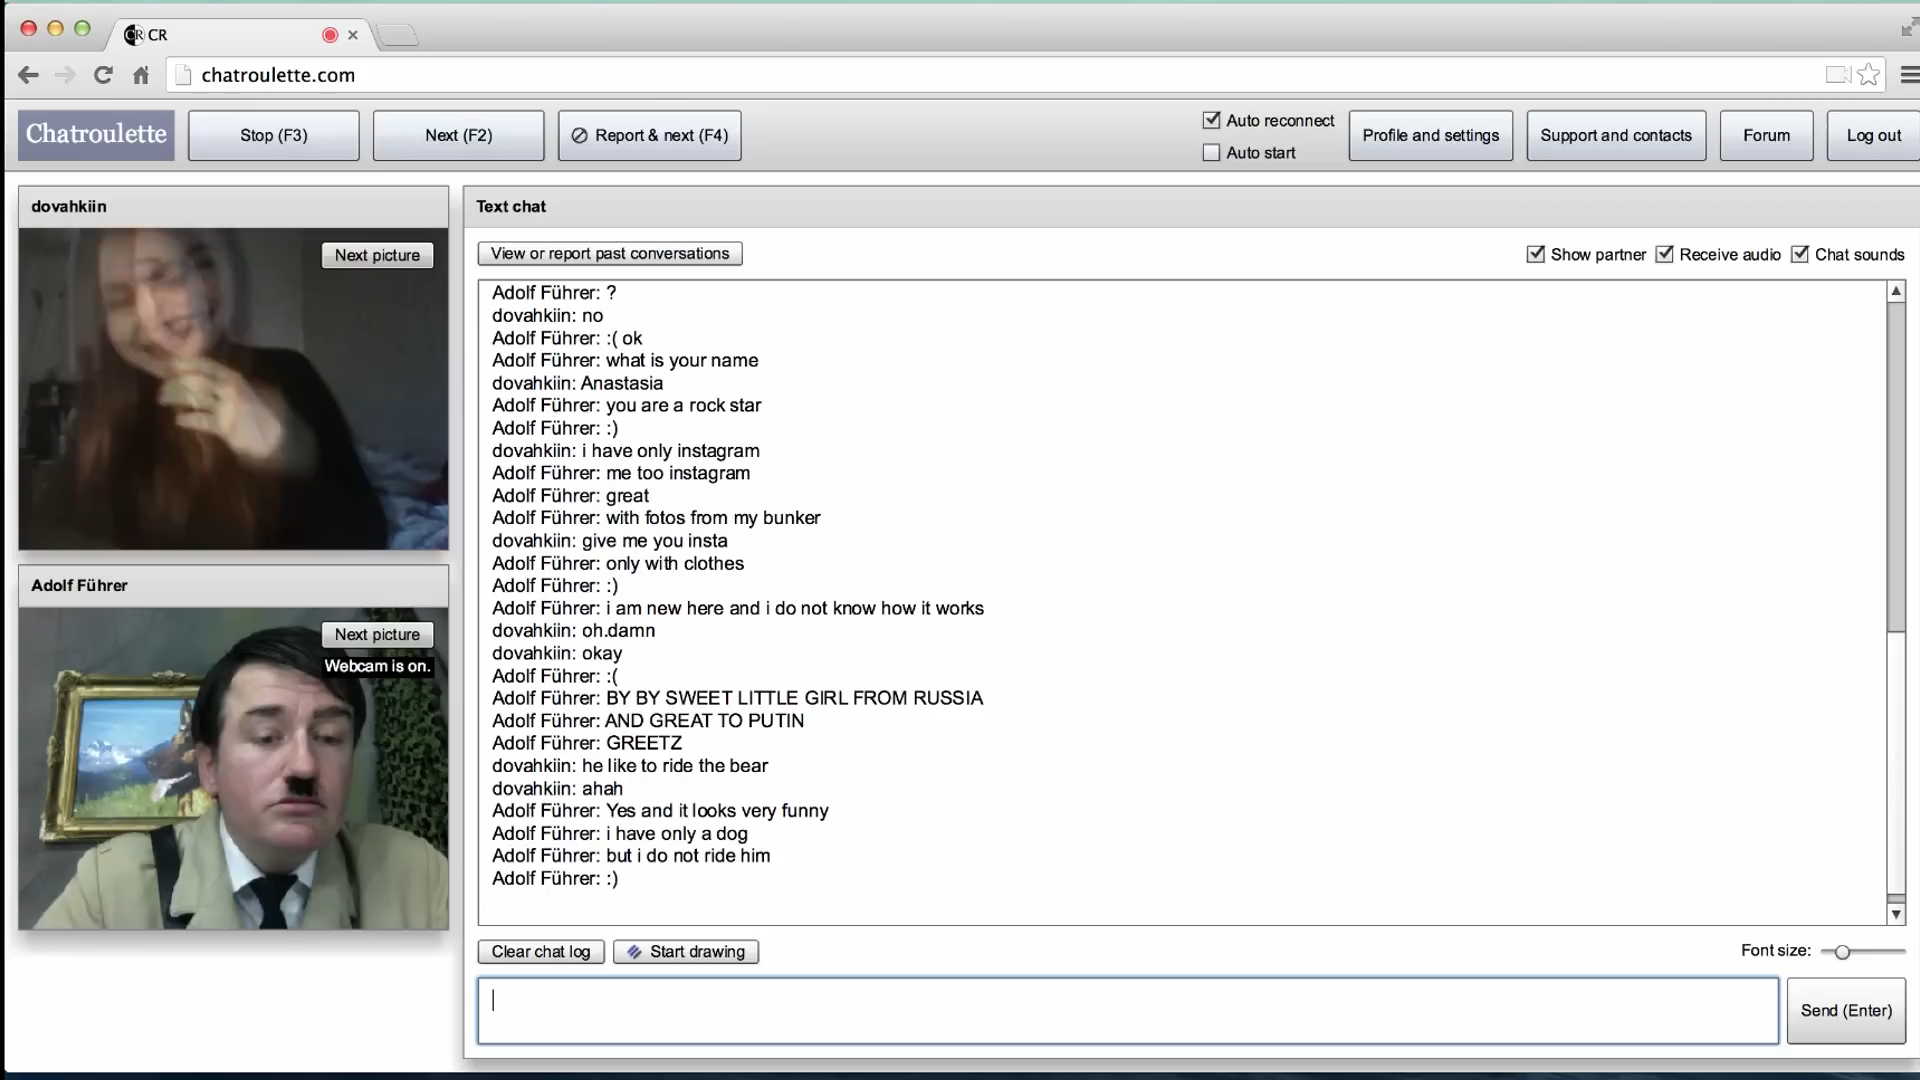 CR
chatroulette.com
Chatroulette
Stop (F3)
Next (F2)
Report & next (F4)
Auto reconnect
Auto start
Profile and settings
Support and contacts
Forum
Log out
dovahkiin
Next picture
Adolf Führer
Next picture
Webcam is on.
Text chat
View or report past conversations
Show partner
Receive audio
Chat sounds
Adolf Führer: ?
dovahkiin: no
Adolf Führer: :( ok
Adolf Führer: what is your name
dovahkiin: Anastasia
Adolf Führer: you are a rock star
Adolf Führer: :)
dovahkiin: i have only instagram
Adolf Führer: me too instagram
Adolf Führer: great
Adolf Führer: with fotos from my bunker
dovahkiin: give me you insta
Adolf Führer: only with clothes
Adolf Führer: :)
Adolf Führer: i am new here and i do not know how it works
dovahkiin: oh.damn
dovahkiin: okay
Adolf Führer: :(
Adolf Führer: BY BY SWEET LITTLE GIRL FROM RUSSIA
Adolf Führer: AND GREAT TO PUTIN
Adolf Führer: GREETZ
dovahkiin: he like to ride the bear
dovahkiin: ahah
Adolf Führer: Yes and it looks very funny
Adolf Führer: i have only a dog
Adolf Führer: but i do not ride him
Adolf Führer: :)
Clear chat log
Start drawing
Font size:
Send (Enter)